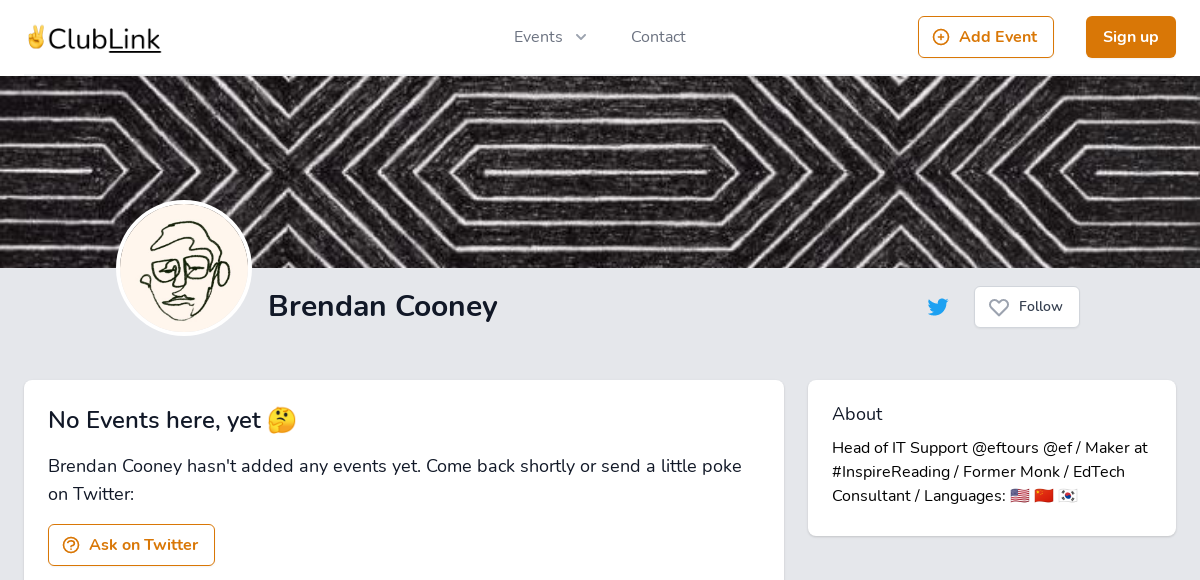 ✌️ClubLink
Events
Contact
Add Event
Sign up
Brendan Cooney
Follow
No Events here, yet 🤔
Brendan Cooney hasn't added any events yet. Come back shortly or send a little poke
on Twitter:
Ask on Twitter
About
Head of IT Support @eftours @ef / Maker at
#InspireReading / Former Monk / EdTech
Consultant / Languages: 🇺🇸 🇨🇳 🇰🇷